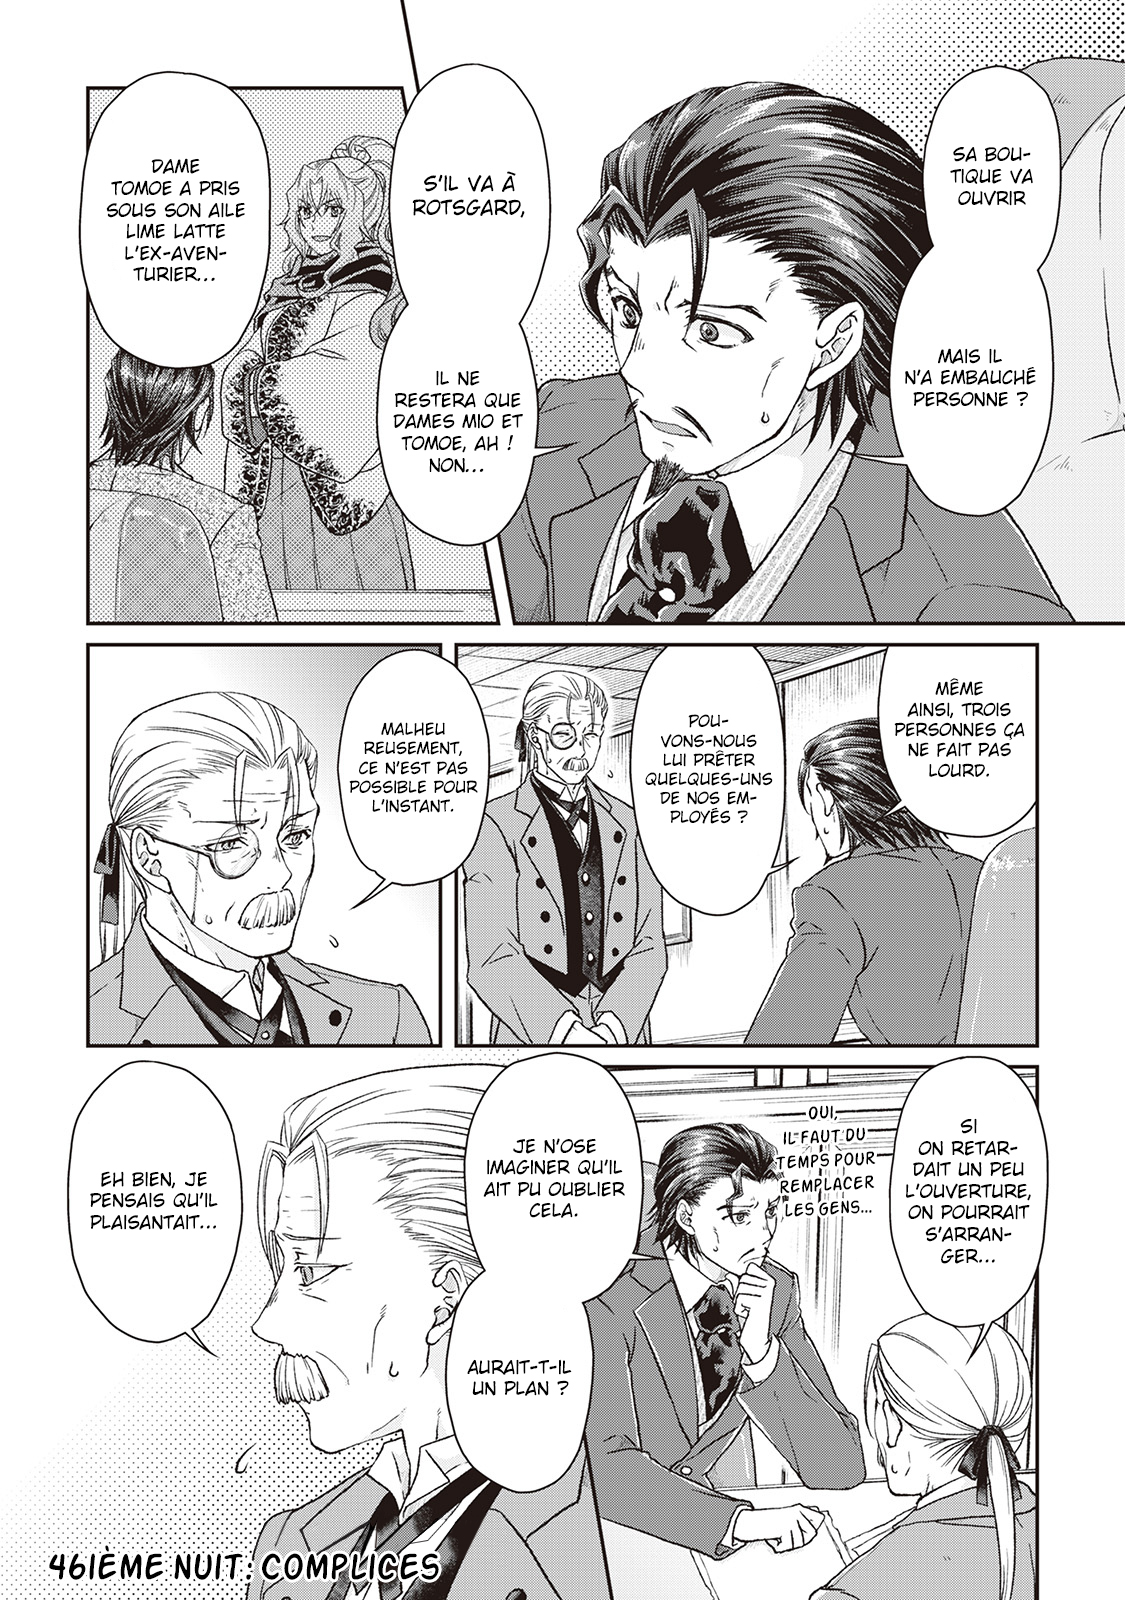 SA BOU-
TIQUE VA
OUVRIR
MAIS IL
N'A EMBAUCHÉ
PERSONNE ?
S'IL VA À
ROTSGARD,
IL NE
RESTERA QUE
DAMES MIO ET
TOMOE, AH !
NON...
DAME
TOMOE A PRIS
SOUS SON AILE
LIME LATTE
L'EX-AVEN-
TURIER...
MÊME
AINSI, TROIS
PERSONNES ÇA
NE FAIT PAS
LOURD.
POU-
VONS-NOUS
LUI PRÊTER
QUELQUES-UNS
DE NOS EM-
PLOYÉS ?
MALHEU
REUSEMENT,
CE N'EST PAS
POSSIBLE POUR
L'INSTANT.
SI
ON RETAR-
DAIT UN PEU
L'OUVERTURE,
ON POURRAIT
S'ARRAN-
GER...
OUI,
IL FAUT DU
TEMPS POUR
REMPLACER
LES GENS...
JE N'OSE
IMAGINER QU'IL
AIT PU OUBLIER
CELA.
AURAIT-T-IL
UN PLAN ?
EH BIEN, JE
PENSAIS QU'IL
PLAISANTAIT...
46IÈME NUIT : COMPLICES